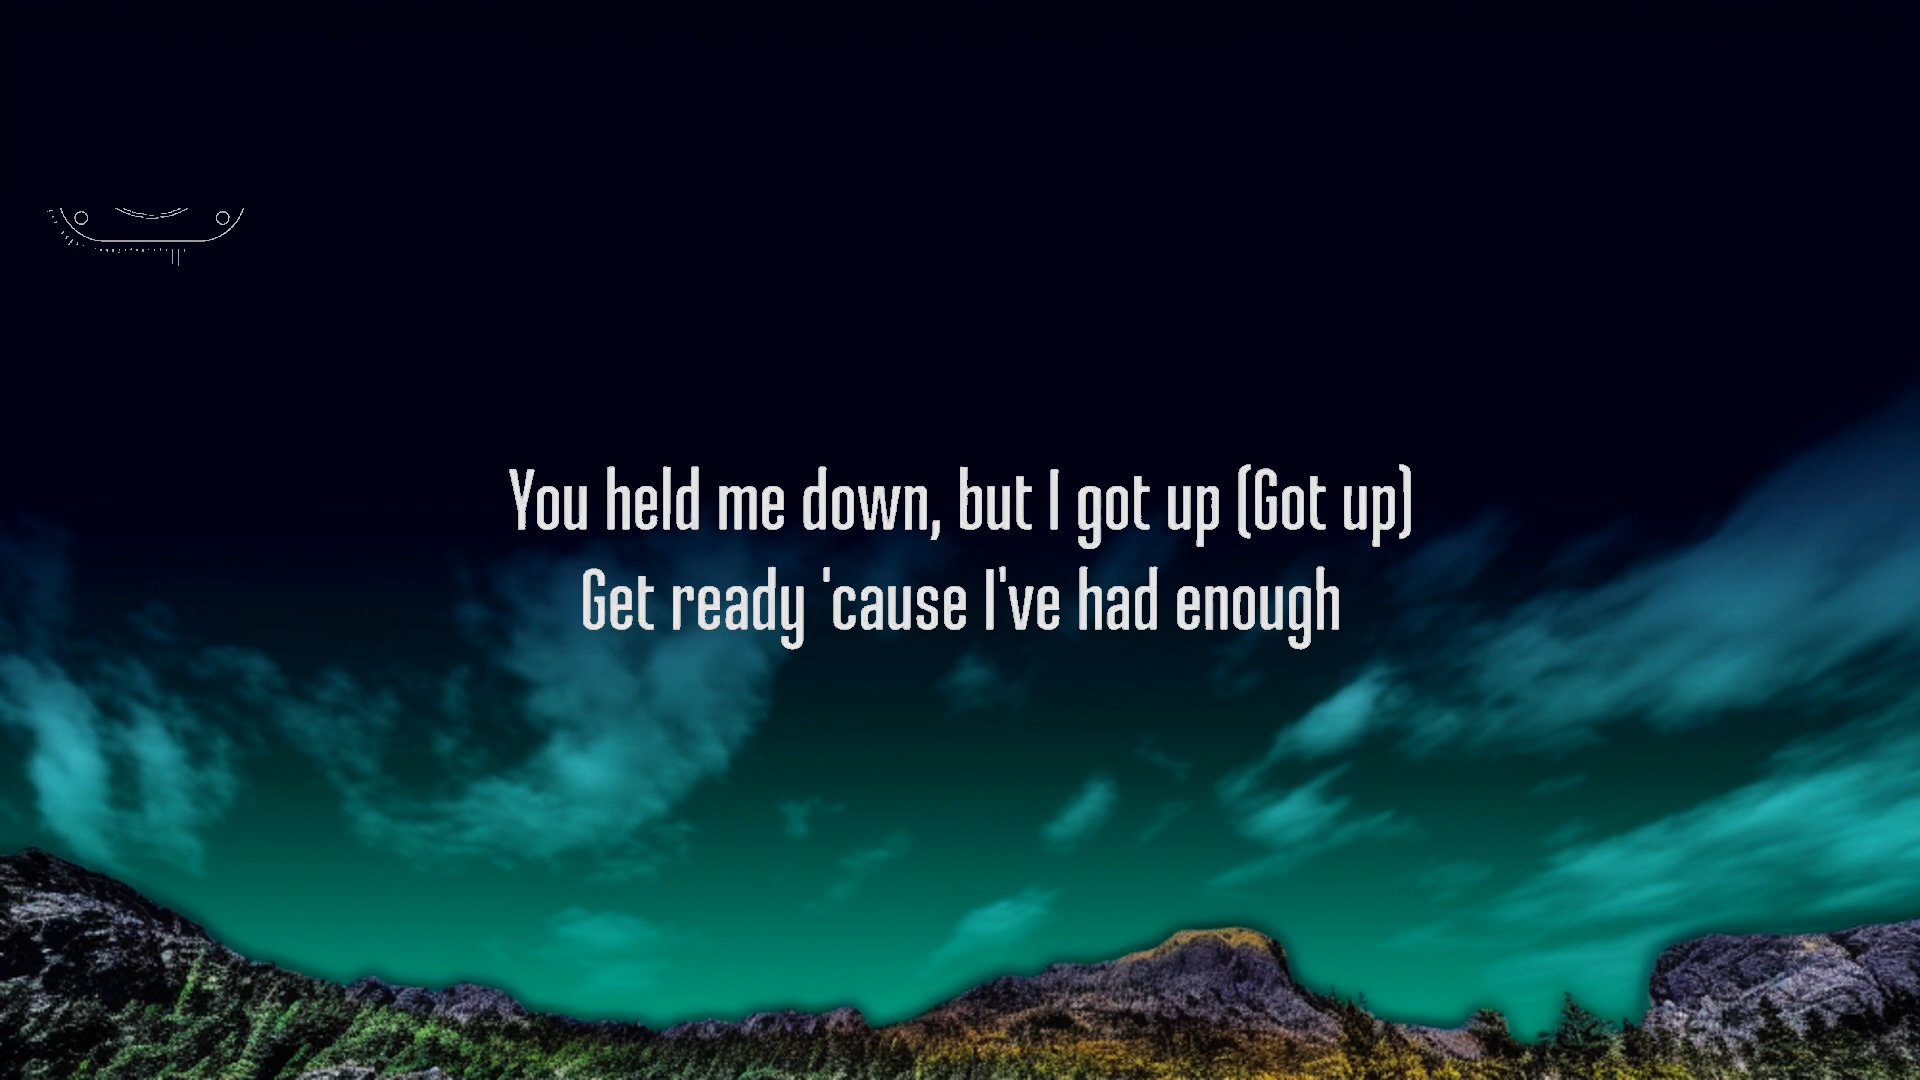 You held me down, but I got up (Got up)
Get ready 'cause I've had enough